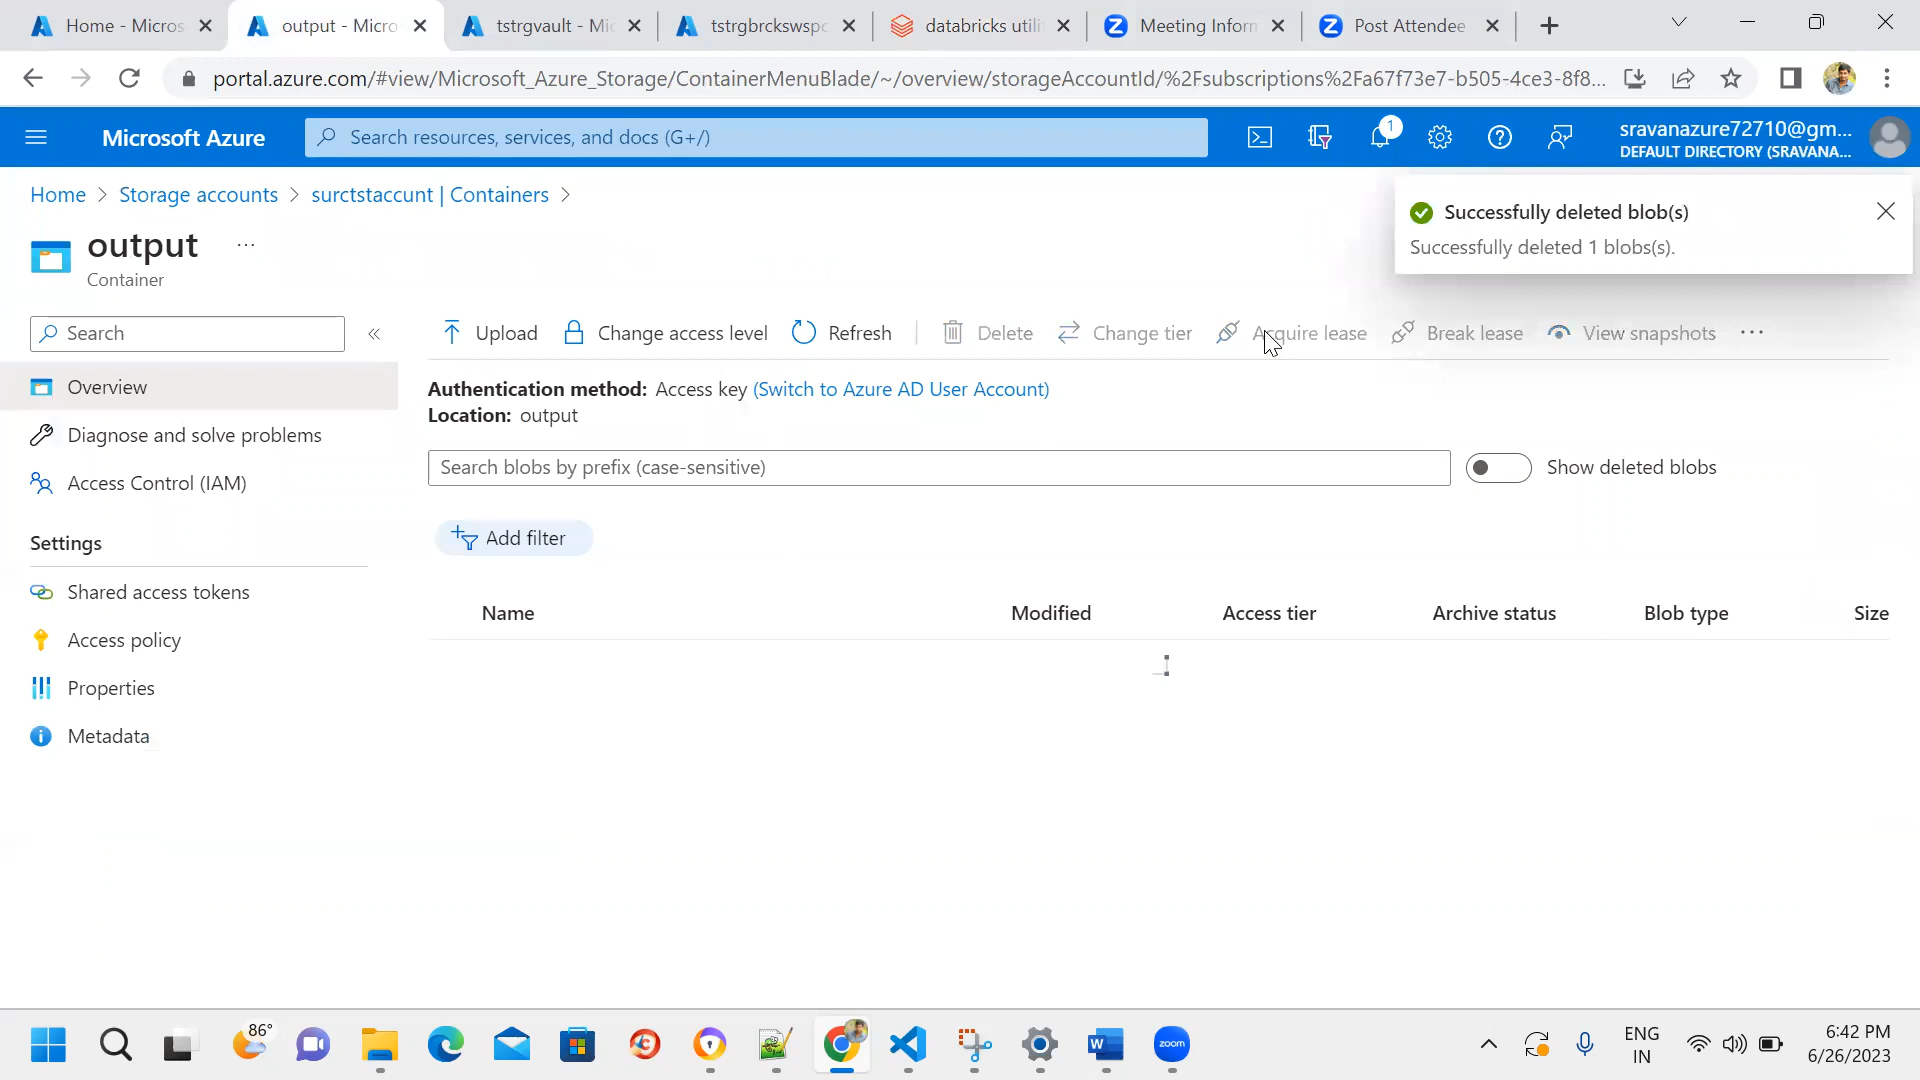 Home - Micros
output - Micro
tstrgvault - Mi
tstrgbrckswspc
databricks utili
Meeting Inform
Post Attendee
portal.azure.com/#view/Microsoft_Azure_Storage/ContainerMenuBlade/~/overview/storageAccountId/%2Fsubscriptions%2Fa67f73e7-b505-4ce3-8f8...
Microsoft Azure
Search resources, services, and docs (G+/)
1
sravanazure72710@gm...
DEFAULT DIRECTORY (SRAVANA...
Home > Storage accounts > surctstaccunt | Containers >
Successfully deleted blob(s)
Successfully deleted 1 blobs(s).
output ...
Container
Search
«
Upload
Change access level
Refresh
Delete
Change tier
Acquire lease
Break lease
View snapshots
...
Overview
Diagnose and solve problems
Access Control (IAM)
Settings
Shared access tokens
Access policy
Properties
Metadata
Authentication method: Access key (Switch to Azure AD User Account)
Location: output
Search blobs by prefix (case-sensitive)
Show deleted blobs
Add filter
Name
Modified
Access tier
Archive status
Blob type
Size
86°
W
zoom
ENG
IN
6:42 PM
6/26/2023